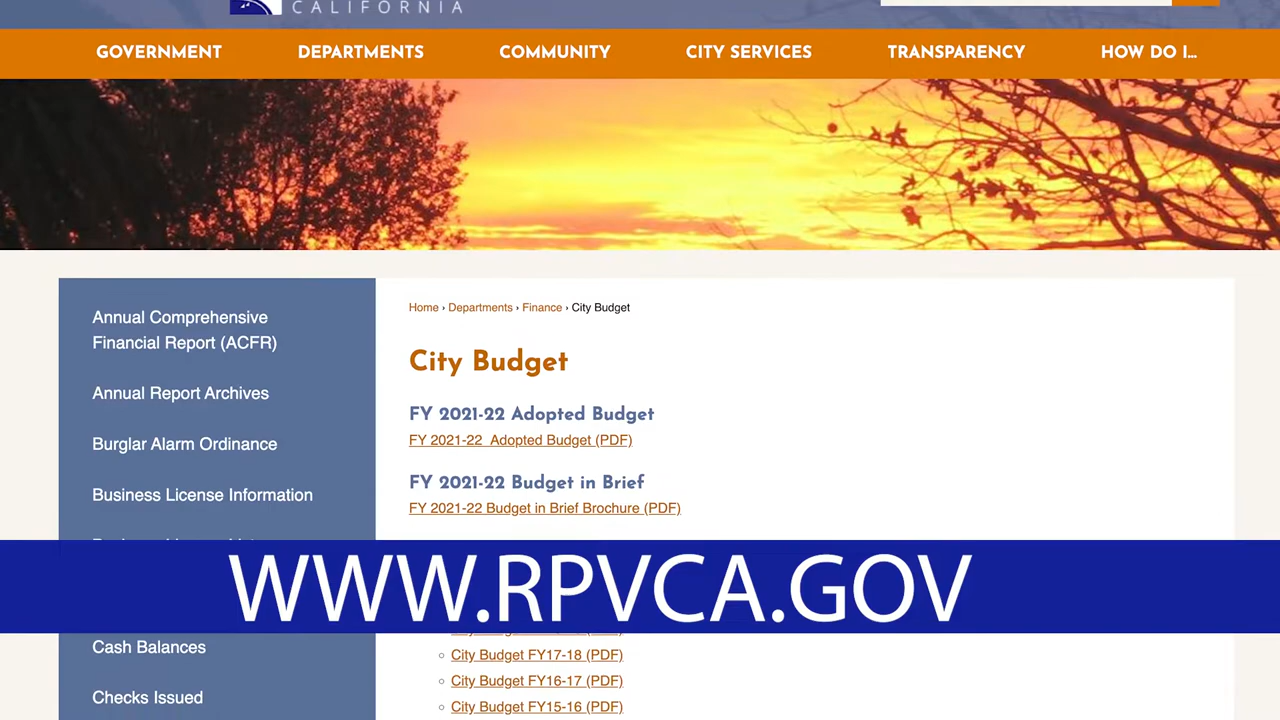 CALIFORNIA
GOVERNMENT
DEPARTMENTS
COMMUNITY
CITY SERVICES
TRANSPARENCY
HOW DO I...
Annual Comprehensive
Financial Report (ACFR)
Annual Report Archives
Burglar Alarm Ordinance
Business License Information
Home › Departments › Finance › City Budget
City Budget
FY 2021-22 Adopted Budget
FY 2021-22 Adopted Budget (PDF)
FY 2021-22 Budget in Brief
FY 2021-22 Budget in Brief Brochure (PDF)
WWW.RPVCA.GOV
Cash Balances
Checks Issued
City Budget FY17-18 (PDF)
City Budget FY16-17 (PDF)
City Budget FY15-16 (PDF)